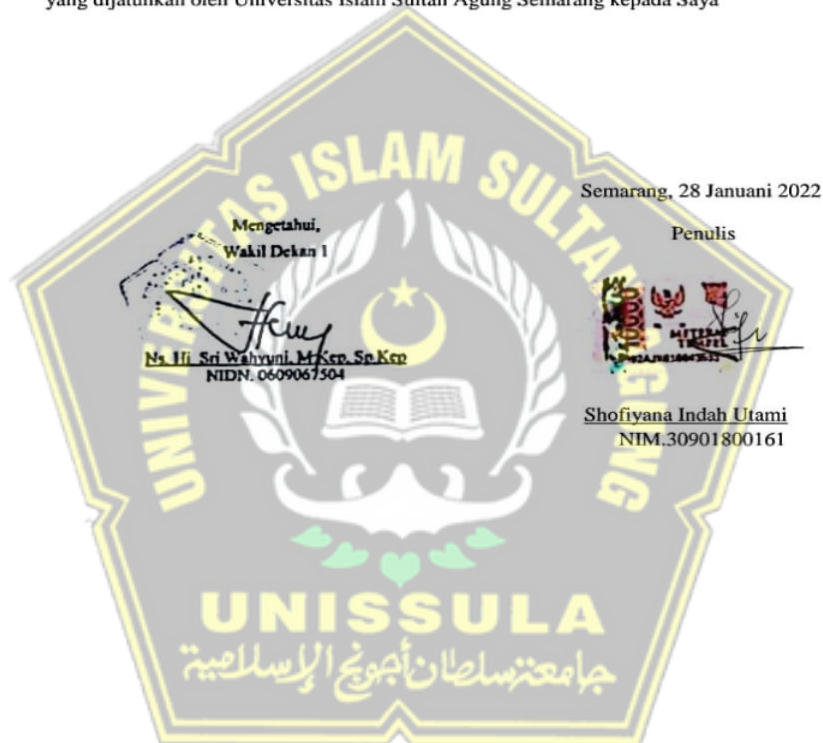 yang dijatuhkan oleh Universitas Islam Sultan Agung Semarang kepada Saya
Semarang, 28 Januani 2022
Mengetahui,
Wakil Dekan 1
Penulis
10000
METERAI
TEMPEL
Ns. Hj. Sri Wahyuni, M.Kep, Sp.Kep
NIDN. 0609067504
Shofiyana Indah Utami
NIM.30901800161
UNIVERSITAS ISLAM SULTAN AGUNG
UNISSULA
جامعة سلطان أجونج الإسلامية